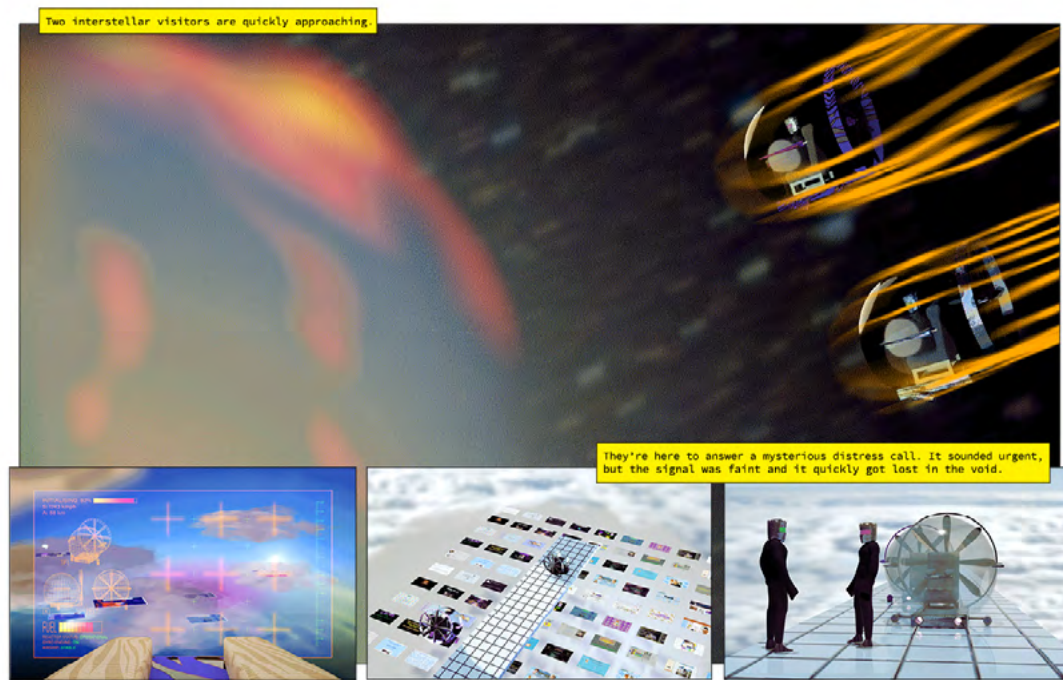 Two interstellar visitors are quickly approaching.
They're here to answer a mysterious distress call. It sounded urgent,
but the signal was faint and it quickly got lost in the void.
FUEL